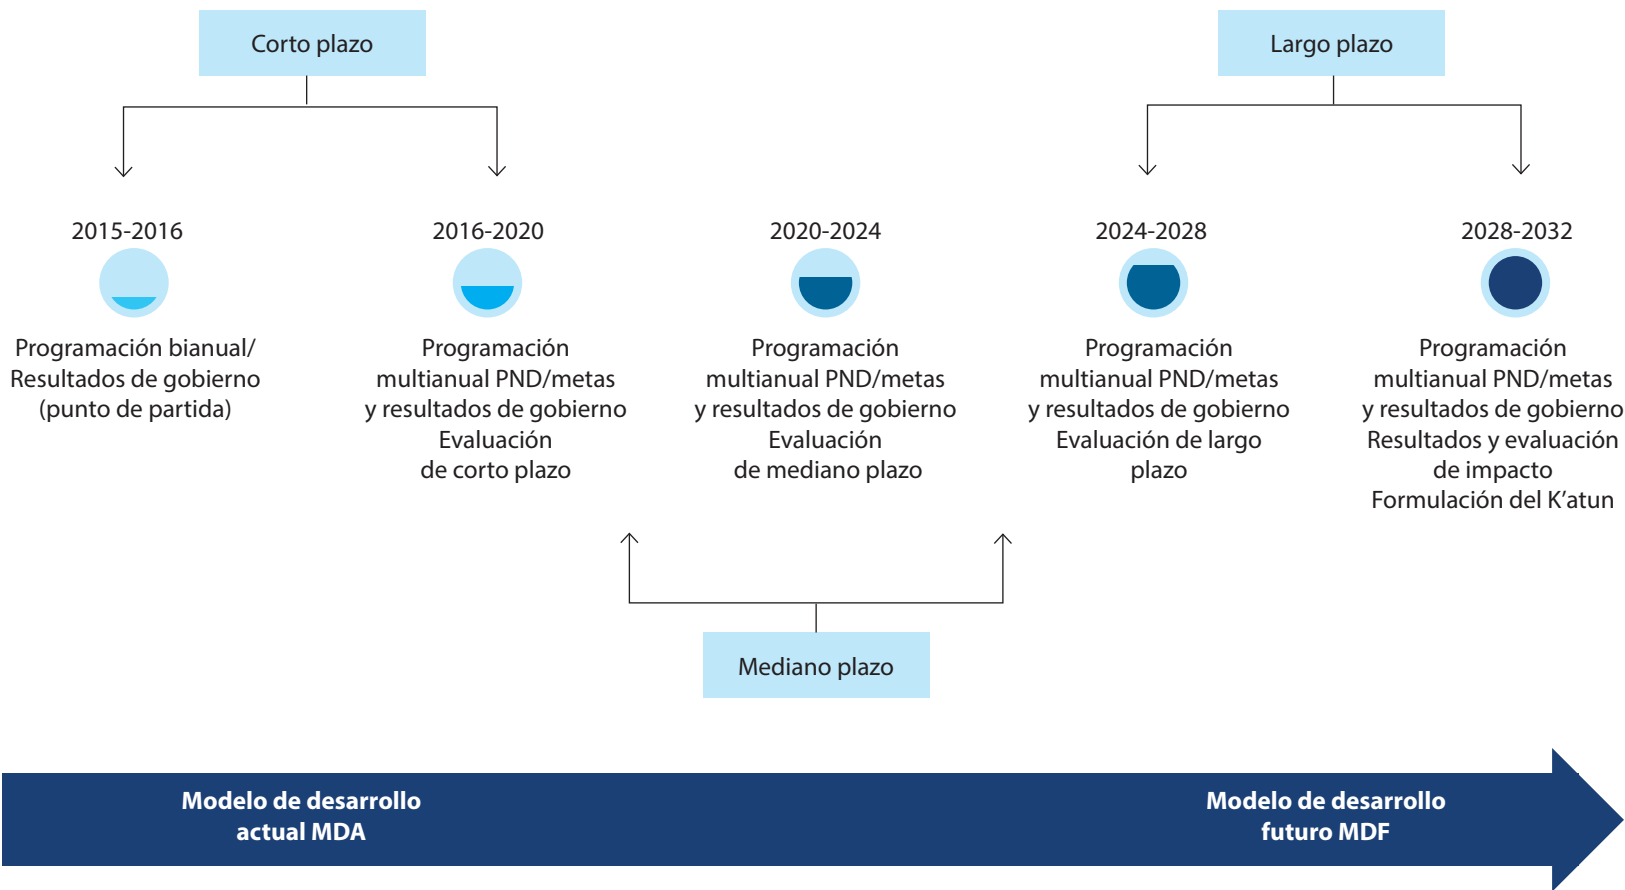 Corto plazo
Largo plazo
2015-2016
Programación bianual/
Resultados de gobierno
(punto de partida)
2016-2020
Programación
multianual PND/metas
y resultados de gobierno
Evaluación
de corto plazo
2020-2024
Programación
multianual PND/metas
y resultados de gobierno
Evaluación
de mediano plazo
2024-2028
Programación
multianual PND/metas
y resultados de gobierno
Evaluación de largo
plazo
2028-2032
Programación
multianual PND/metas
y resultados de gobierno
Resultados y evaluación
de impacto
Formulación del K’atun
Mediano plazo
Modelo de desarrollo
actual MDA
Modelo de desarrollo
futuro MDF